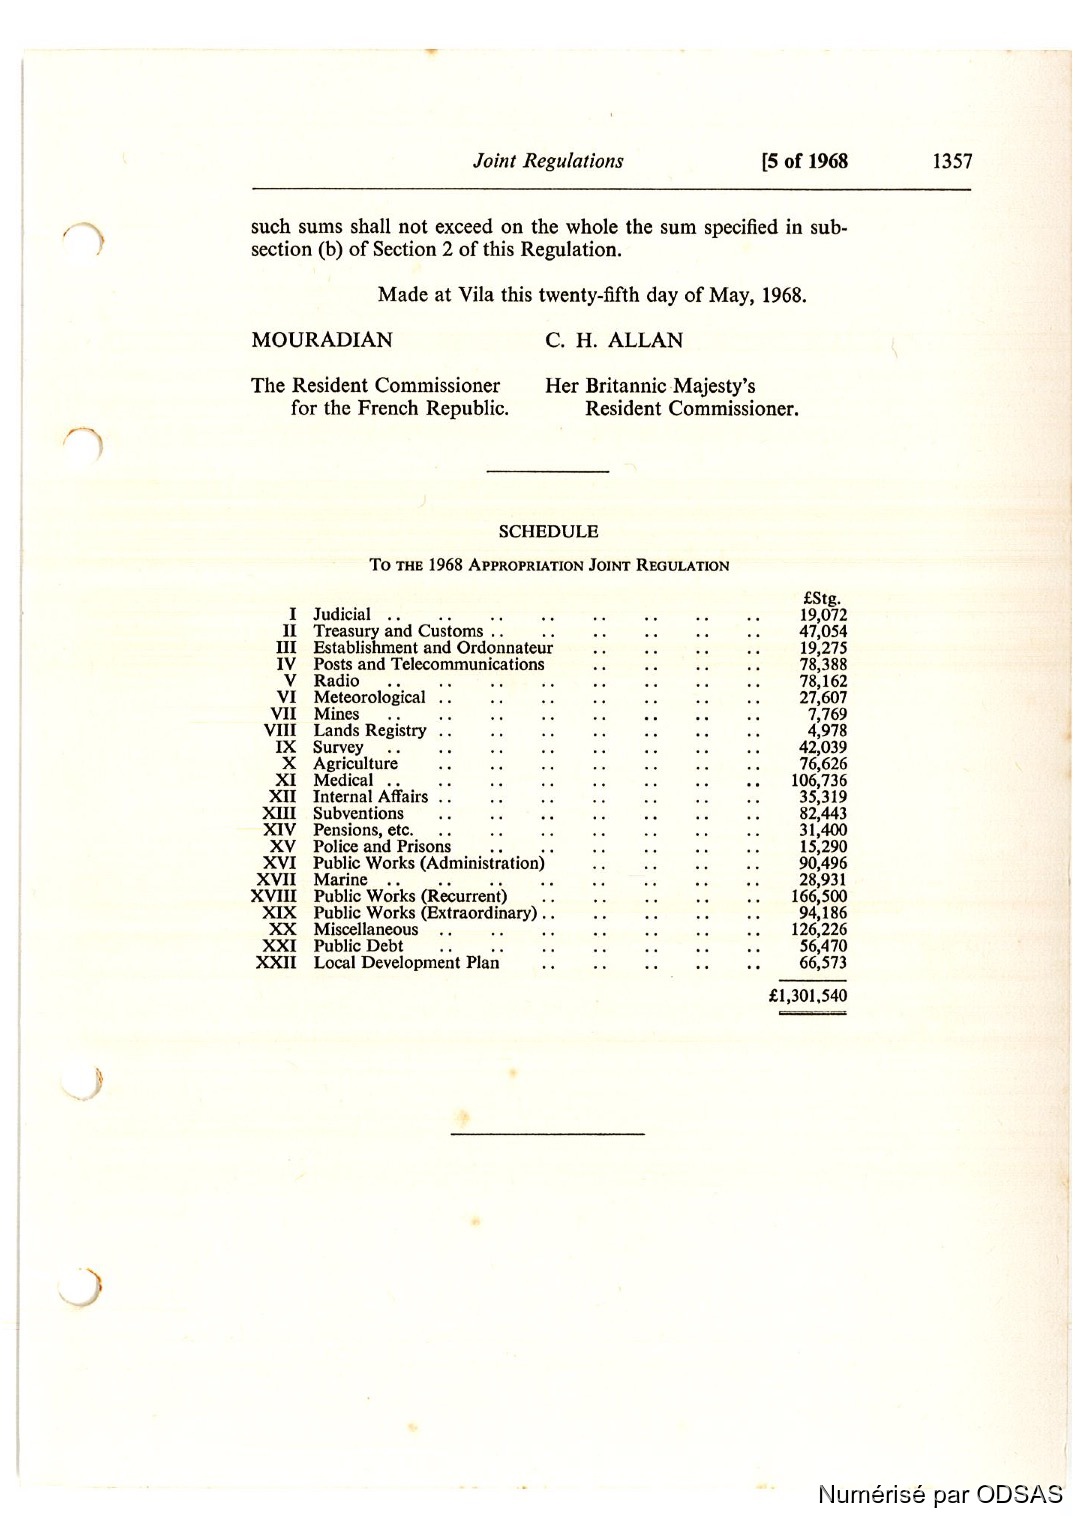 Joint Regulations [5 of 1968 1357
such sums shall not exceed on the whole the sum specified in sub-
section (b) of Section 2 of this Regulation.
Made at Vila this twenty-fifth day of May, 1968.
MOURADIAN C. H. ALLAN
The Resident Commissioner Her Britannic Majesty's
for the French Republic. Resident Commissioner.
SCHEDULE
To the 1968 Appropriation Joint Regulation
£Stg.
I Judicial .. .. .. .. .. .. .. .. 19,072
II Treasury and Customs .. .. .. .. .. .. 47,054
III Establishment and Ordonnateur .. .. .. .. 19,275
IV Posts and Telecommunications .. .. .. .. 78,388
V Radio .. .. .. .. .. .. .. .. 78,162
VI Meteorological .. .. .. .. .. .. .. 27,607
VII Mines .. .. .. .. .. .. .. .. 7,769
VIII Lands Registry .. .. .. .. .. .. .. 4,978
IX Survey .. .. .. .. .. .. .. .. 42,039
X Agriculture .. .. .. .. .. .. .. 76,626
XI Medical .. .. .. .. .. .. .. .. 106,736
XII Internal Affairs .. .. .. .. .. .. .. 35,319
XIII Subventions .. .. .. .. .. .. .. 82,443
XIV Pensions, etc. .. .. .. .. .. .. .. 31,400
XV Police and Prisons .. .. .. .. .. .. 15,290
XVI Public Works (Administration) .. .. .. .. 90,496
XVII Marine .. .. .. .. .. .. .. .. 28,931
XVIII Public Works (Recurrent) .. .. .. .. .. 166,500
XIX Public Works (Extraordinary) .. .. .. .. .. 94,186
XX Miscellaneous .. .. .. .. .. .. .. 126,226
XXI Public Debt .. .. .. .. .. .. .. 56,470
XXII Local Development Plan .. .. .. .. .. 66,573
£1,301,540
Numérisé par ODSAS